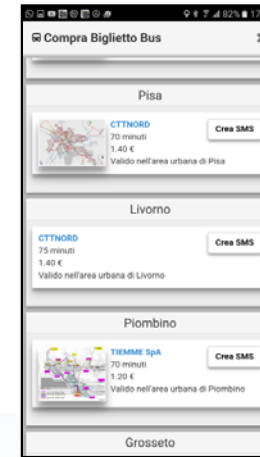 82% 17
Compra Biglietto Bus
Pisa
CTTNORD
70 minuti
1.40 €
Valido nell'area urbana di Pisa
Crea SMS
Livorno
CTTNORD
75 minuti
1.40 €
Valido nell'area urbana di Livorno
Crea SMS
Piombino
TIEMME SpA
70 minuti
1.20 €
Valido nell'area urbana di Piombino
Crea SMS
Grosseto